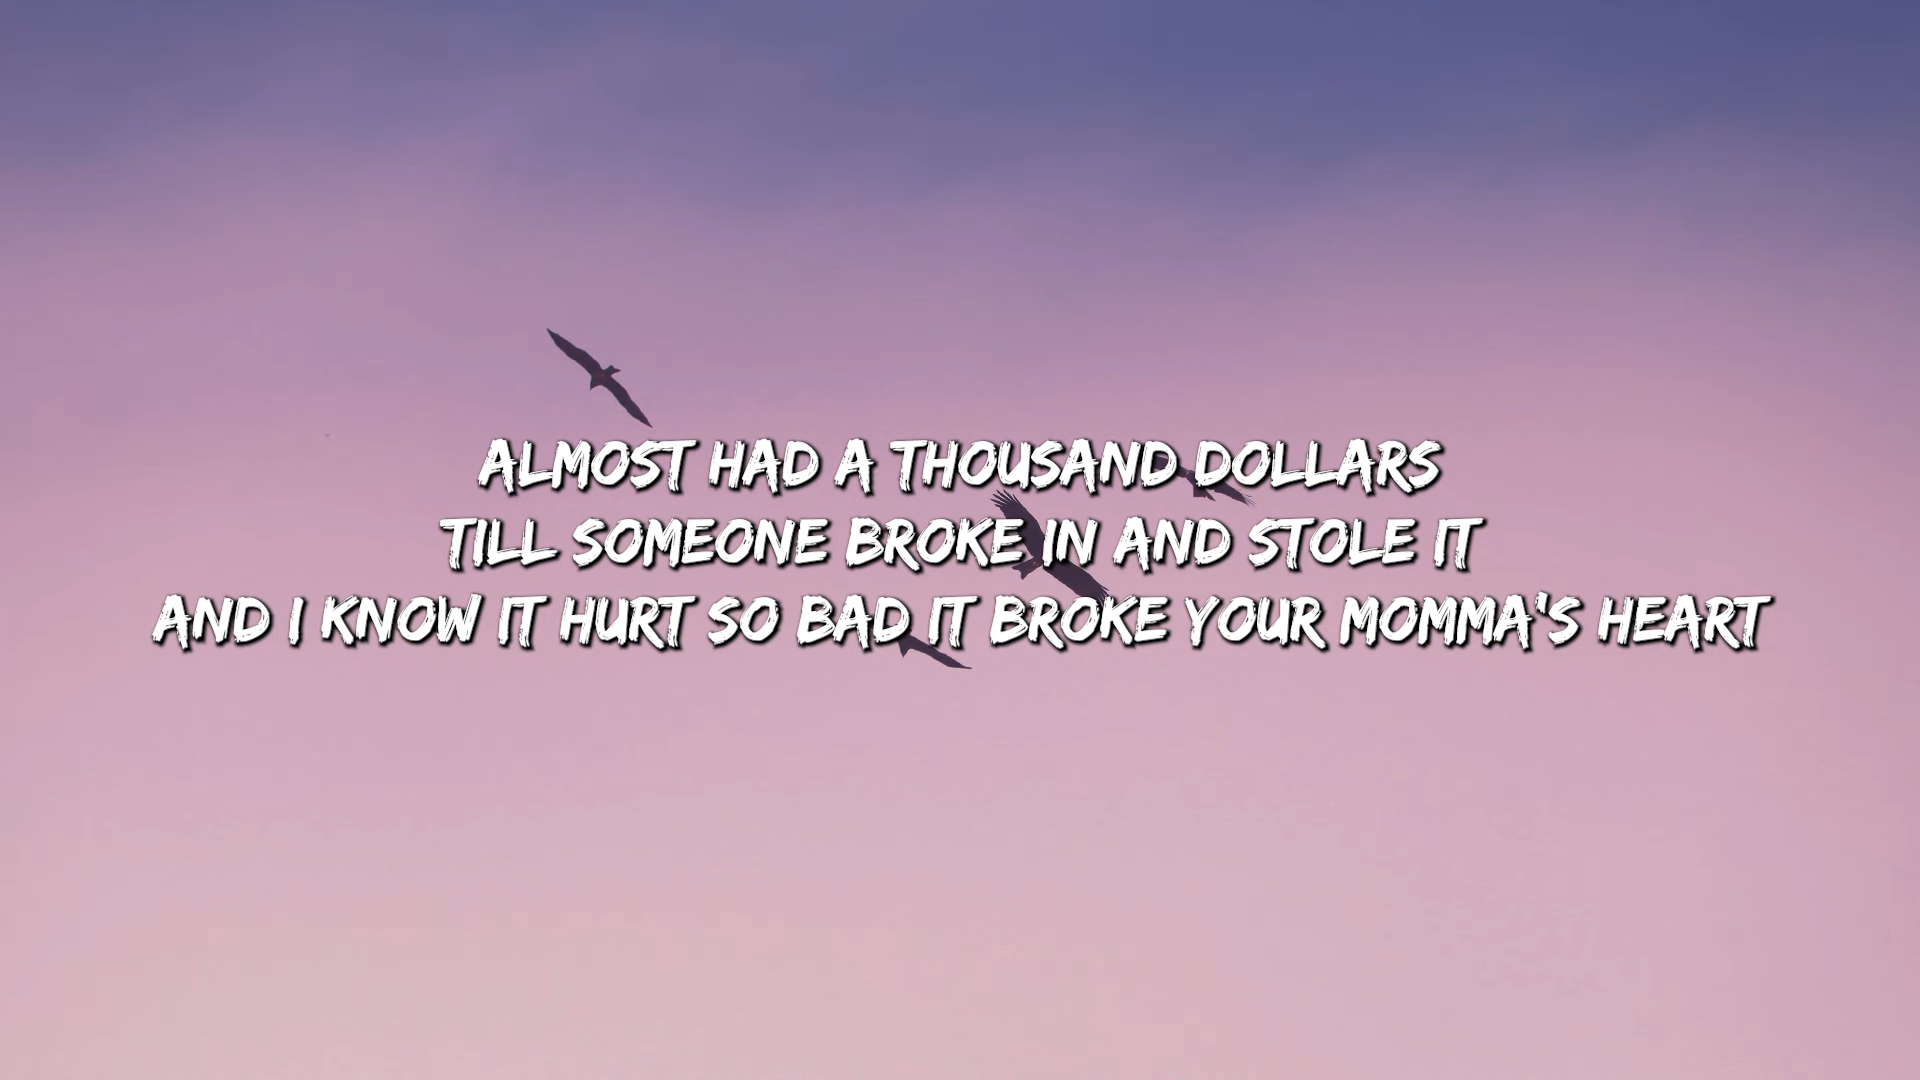 ALMOST HAD A THOUSAND DOLLARS
TILL SOMEONE BROKE IN AND STOLE IT
AND I KNOW IT HURT SO BAD IT BROKE YOUR MOMMA'S HEART